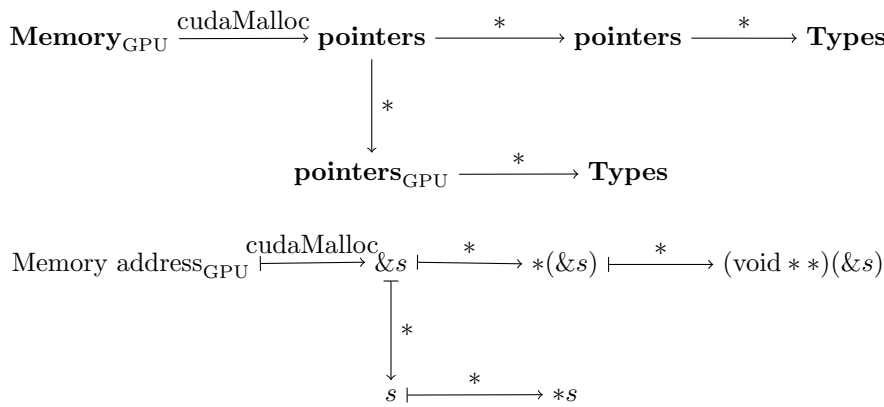 Memory_GPU cudaMalloc pointers * pointers * Types
*
pointers_GPU * Types
Memory address_GPU cudaMalloc &s * *(&s) * (void * *)(&s)
*
s * *s